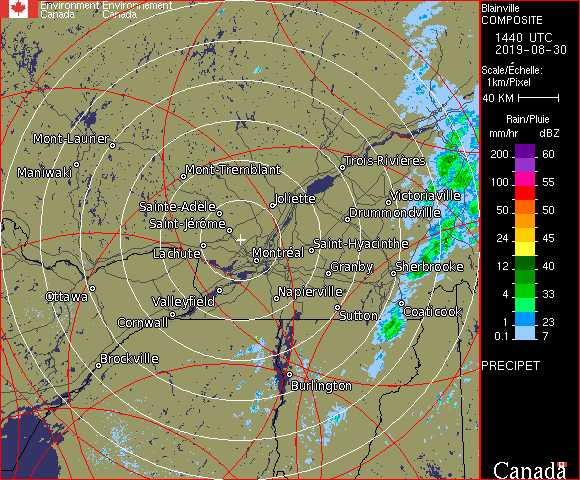 Environment Environnement
Canada Canada
Blainville
COMPOSITE
1440 UTC
2019-08-30
Scale/Échelle:
1km/Pixel
40 KM
Rain/Pluie
mm/hr dBZ
200 60
100 55
50 50
24 45
12 40
4 33
1 23
0.1 7
PRECIPET
Canada
Mont-Laurier
Maniwaki
Mont-Tremblant
Trois-Rivières
Sainte-Adèle
Joliette
Victoriaville
Drummondville
Saint-Jérôme
Lachute
Montréal
Saint-Hyacinthe
Granby
Sherbrooke
Ottawa
Valleyfield
Napierville
Cornwall
Sutton
Coaticook
Brockville
Burlington